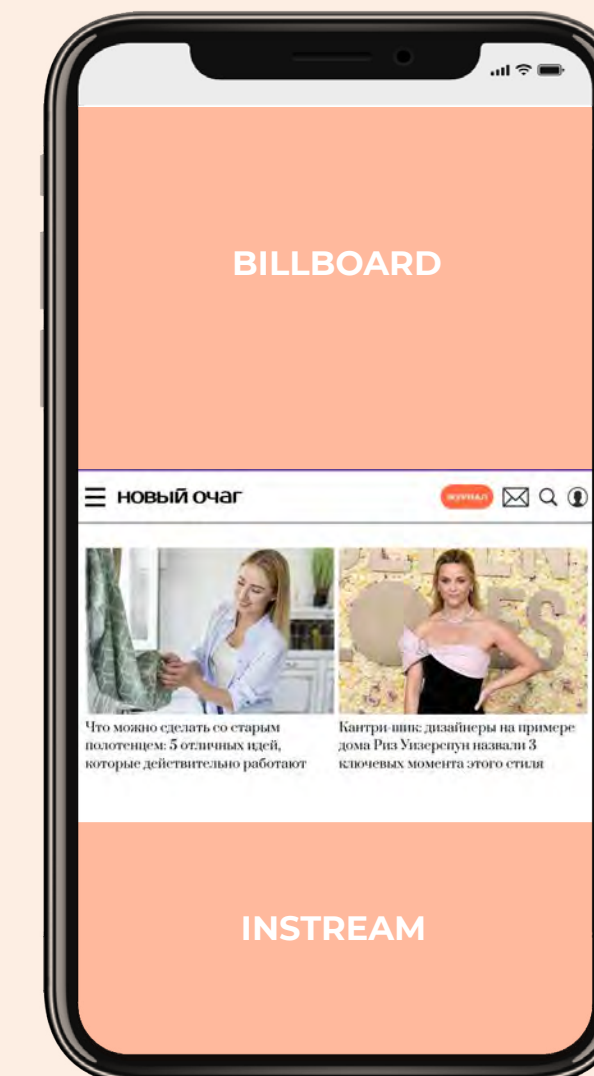 BILLBOARD
новый очаг
ЖУРНАЛ
Что можно сделать со старым
полотенцем: 5 отличных идей,
которые действительно работают
Кантри-шик: дизайнеры на примере
дома Риз Уизерспун назвали 3
ключевых момента этого стиля
INSTREAM